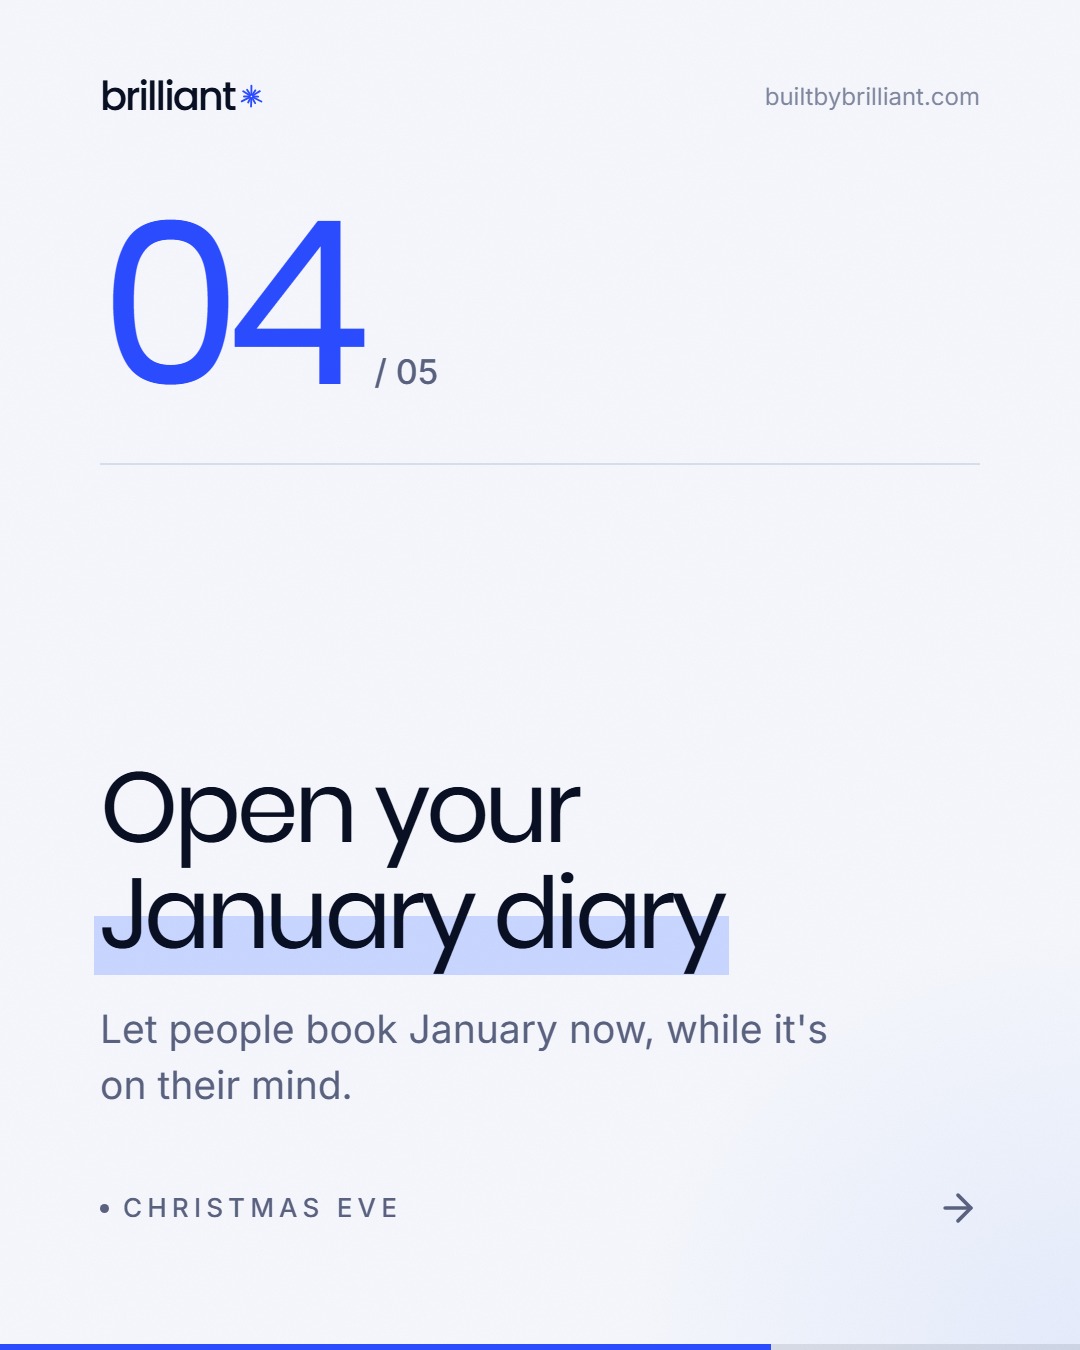 brilliant
builtbybrilliant.com
04 / 05
Open your
January diary
Let people book January now, while it's
on their mind.
• CHRISTMAS EVE